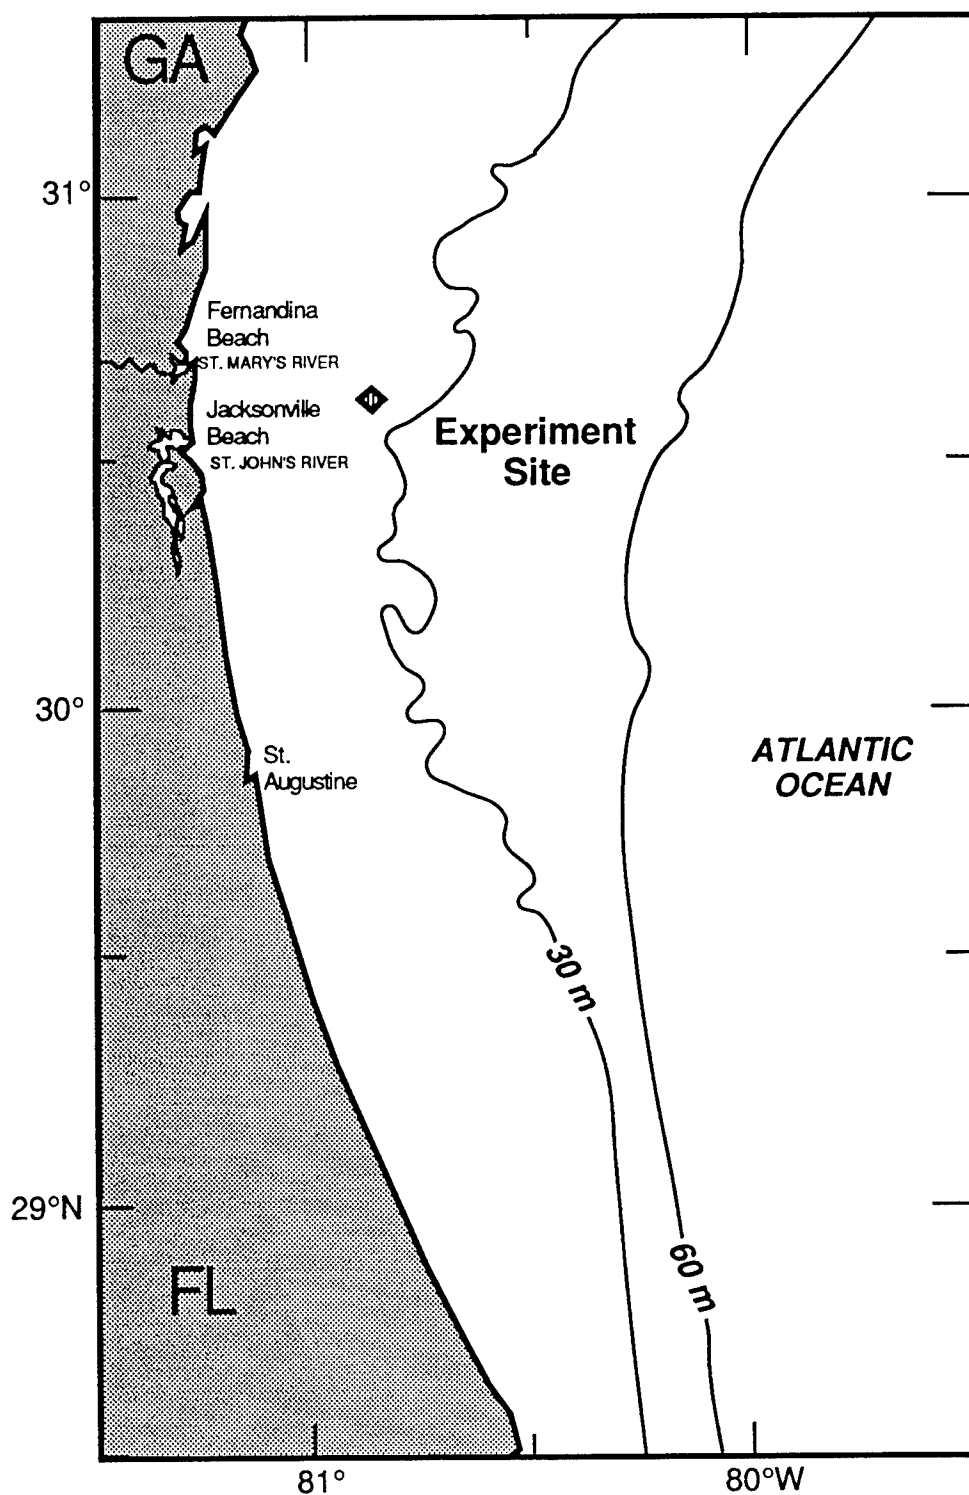 GA
31°
Fernandina
Beach
ST. MARY'S RIVER
Jacksonville
Beach
ST. JOHN'S RIVER
Experiment
Site
30°
St.
Augustine
ATLANTIC
OCEAN
30 m
29°N
60 m
FL
81°
80°W